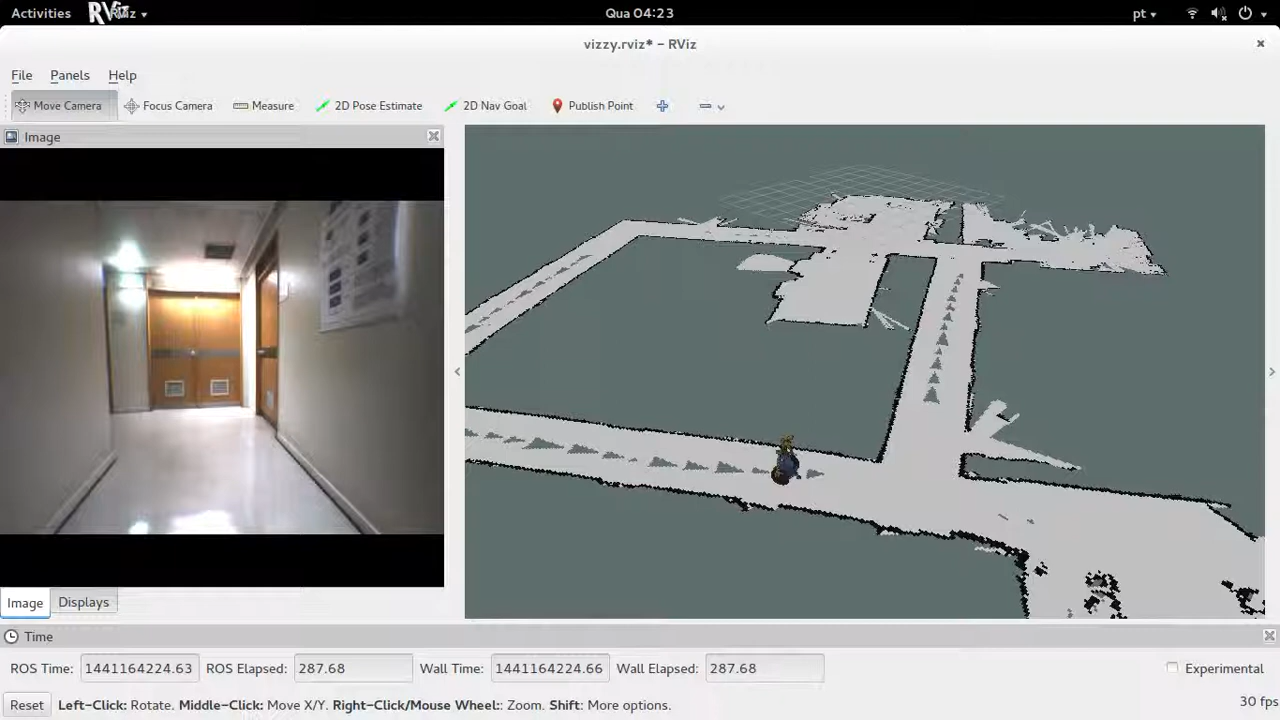 Activities RViz Rviz Qua 04:23 pt
vizzy.rviz* – RViz
File Panels Help
Move Camera Focus Camera Measure 2D Pose Estimate 2D Nav Goal Publish Point
Image
Image Displays
Time
ROS Time: 1441164224.63 ROS Elapsed: 287.68 Wall Time: 1441164224.66 Wall Elapsed: 287.68 Experimental
Reset Left-Click: Rotate. Middle-Click: Move X/Y. Right-Click/Mouse Wheel:: Zoom. Shift: More options. 30 fps